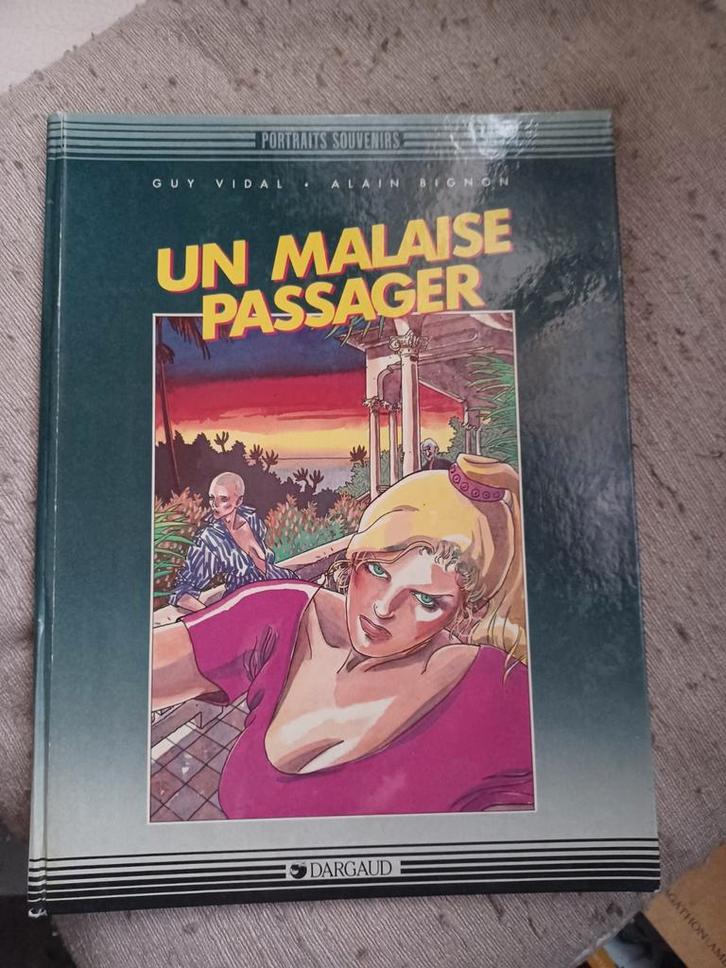 PORTRAITS SOUVENIRS
GUY VIDAL • ALAIN BIGNON
UN MALAISE
PASSAGER
DARGAUD